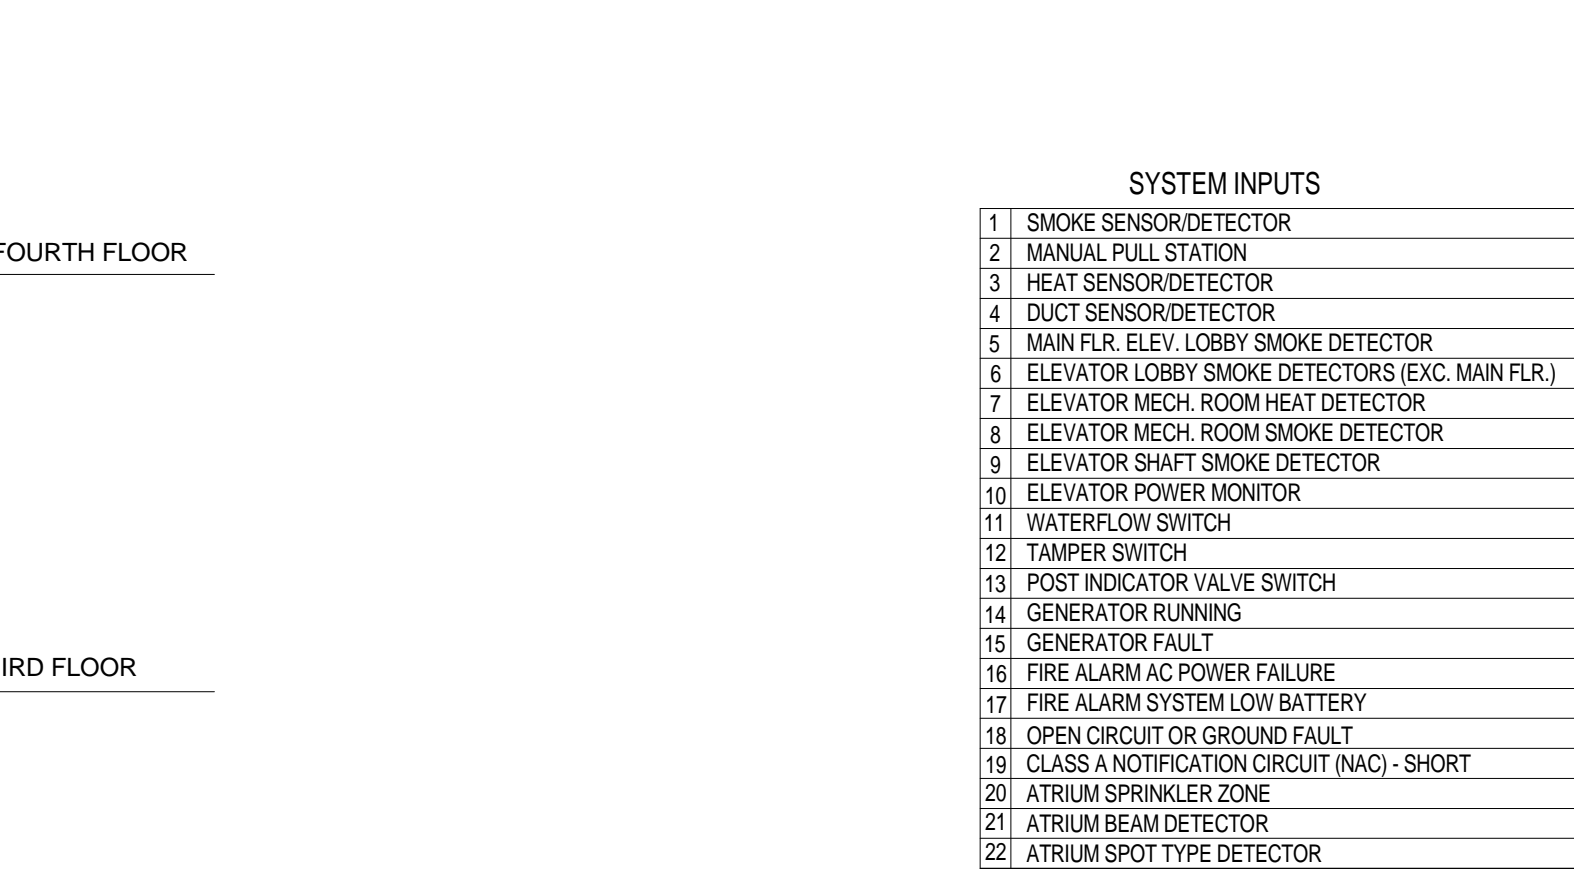 SYSTEM INPUTS
1 SMOKE SENSOR/DETECTOR
FOURTH FLOOR
2 MANUAL PULL STATION
3 HEAT SENSOR/DETECTOR
4 DUCT SENSOR/DETECTOR
5 MAIN FLR. ELEV. LOBBY SMOKE DETECTOR
6 ELEVATOR LOBBY SMOKE DETECTORS (EXC. MAIN FLR.)
7 ELEVATOR MECH. ROOM HEAT DETECTOR
8 ELEVATOR MECH. ROOM SMOKE DETECTOR
9 ELEVATOR SHAFT SMOKE DETECTOR
10 ELEVATOR POWER MONITOR
11 WATERFLOW SWITCH
12 TAMPER SWITCH
13 POST INDICATOR VALVE SWITCH
14 GENERATOR RUNNING
15 GENERATOR FAULT
IRD FLOOR
16 FIRE ALARM AC POWER FAILURE
17 FIRE ALARM SYSTEM LOW BATTERY
18 OPEN CIRCUIT OR GROUND FAULT
19 CLASS A NOTIFICATION CIRCUIT (NAC) - SHORT
20 ATRIUM SPRINKLER ZONE
21 ATRIUM BEAM DETECTOR
22 ATRIUM SPOT TYPE DETECTOR